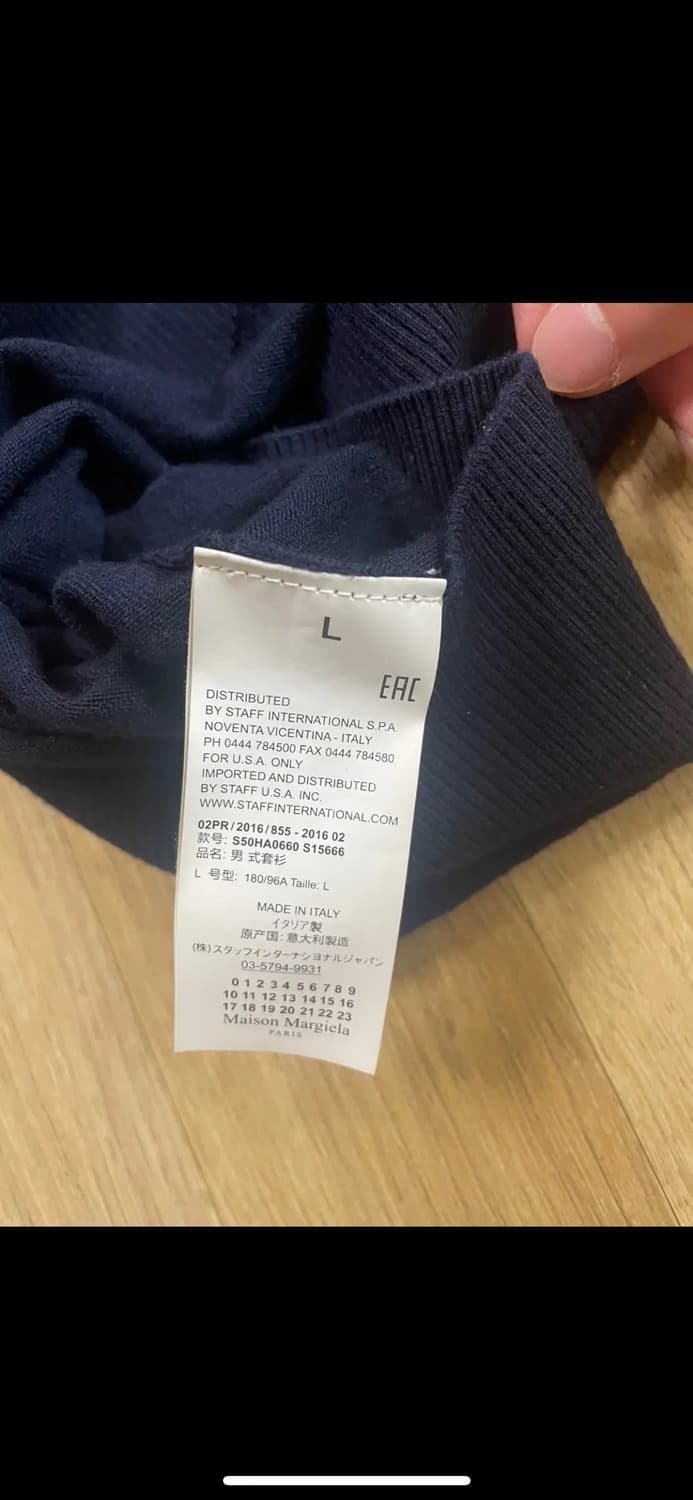 L
EAC
DISTRIBUTED
BY STAFF INTERNATIONAL S.P.A.
NOVENTA VICENTINA - ITALY
PH 0444 784500 FAX 0444 784580
FOR U.S.A. ONLY
IMPORTED AND DISTRIBUTED
BY STAFF U.S.A. INC.
WWW.STAFFINTERNATIONAL.COM
02PR/2016/855 - 2016 02
款号: S50HA0660 S15666
品名: 男 式套衫
L 号型: 180/96A Taille: L
MADE IN ITALY
イタリア製
原产国: 意大利製造
(株)スタッフインターナショナルジャパン
03-5794-9931
0 1 2 3 4 5 6 7 8 9
10 11 12 13 14 15 16
17 18 19 20 21 22 23
Maison Margiela
PARIS